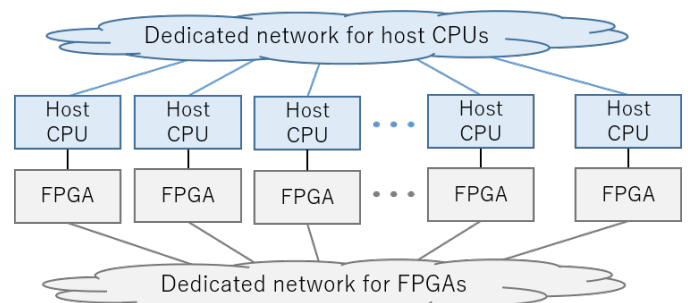 Dedicated network for host CPUs
Host
CPU
Host
CPU
Host
CPU
Host
CPU
Host
CPU
FPGA
FPGA
FPGA
FPGA
FPGA
Dedicated network for FPGAs